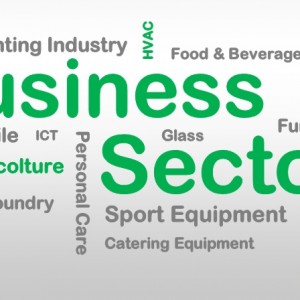 nting Industry
HVAC
Food & Beverage
usiness
ile
ICT
Glass
Fu
colture
Personal Care
Secto
oundry
Sport Equipment
Catering Equipment